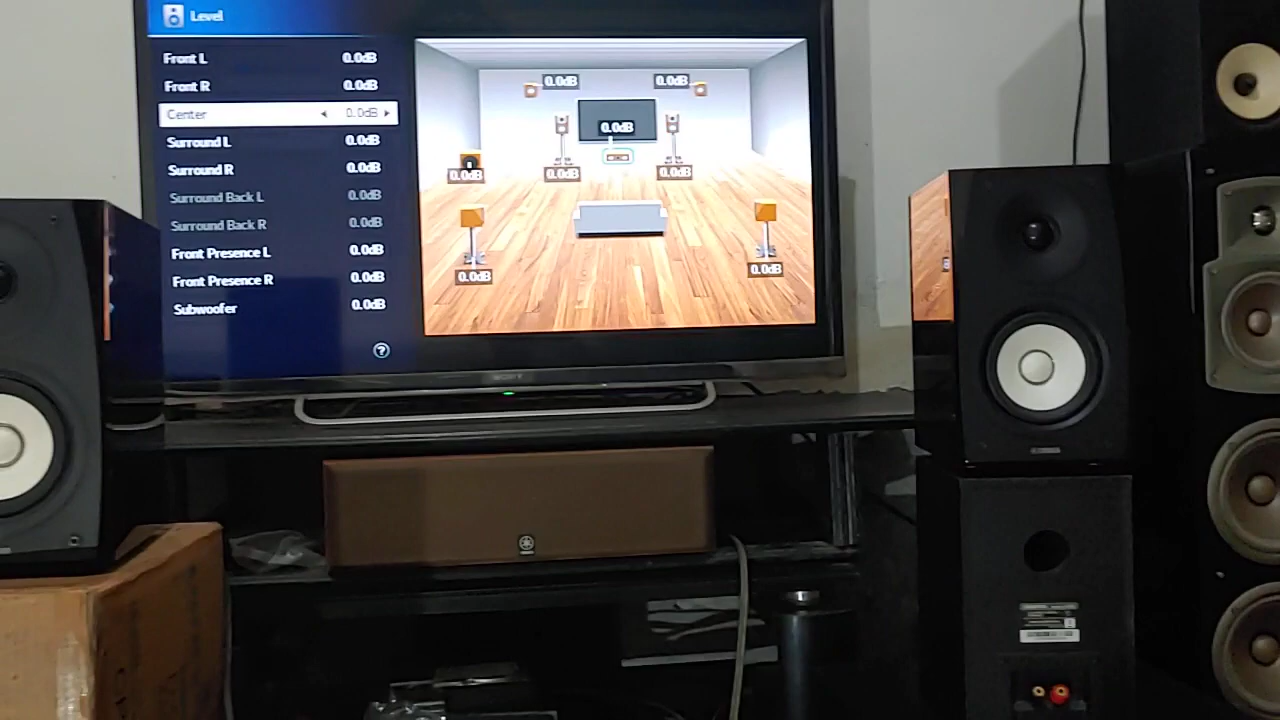 Level
Front L 0.0dB
Front R 0.0dB
Center 0.0dB
Surround L 0.0dB
Surround R 0.0dB
Surround Back L 0.0dB
Surround Back R 0.0dB
Front Presence L 0.0dB
Front Presence R 0.0dB
Subwoofer 0.0dB
?
0.0dB 0.0dB
0.0dB
0.0dB 0.0dB 0.0dB
0.0dB 0.0dB
SONY